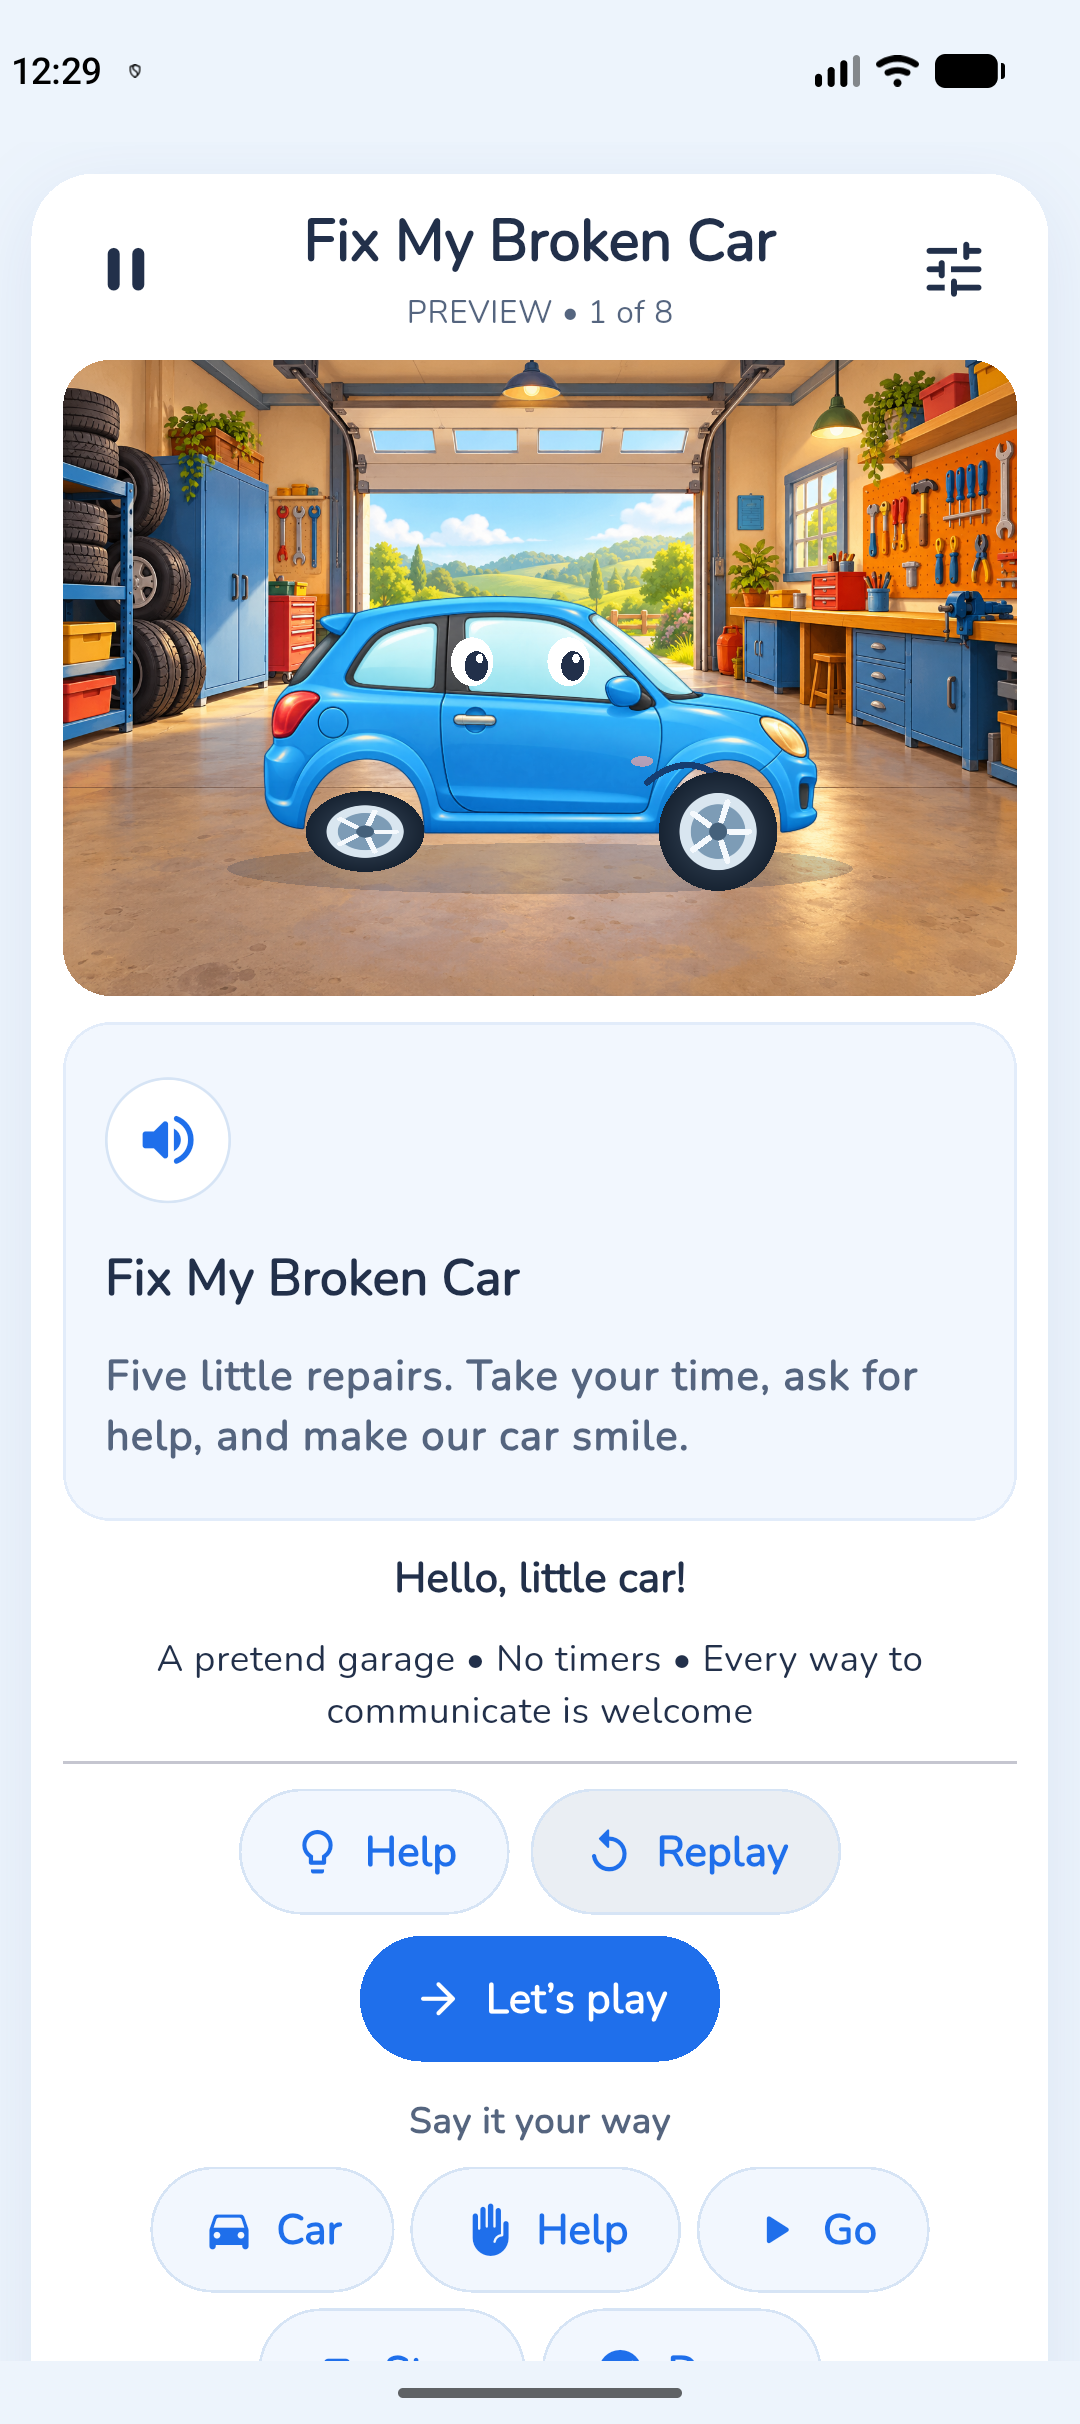 12:29
Fix My Broken Car
PREVIEW • 1 of 8
Fix My Broken Car
Five little repairs. Take your time, ask for
help, and make our car smile.
Hello, little car!
A pretend garage • No timers • Every way to
communicate is welcome
Help
Replay
Let’s play
Say it your way
Car
Help
Go